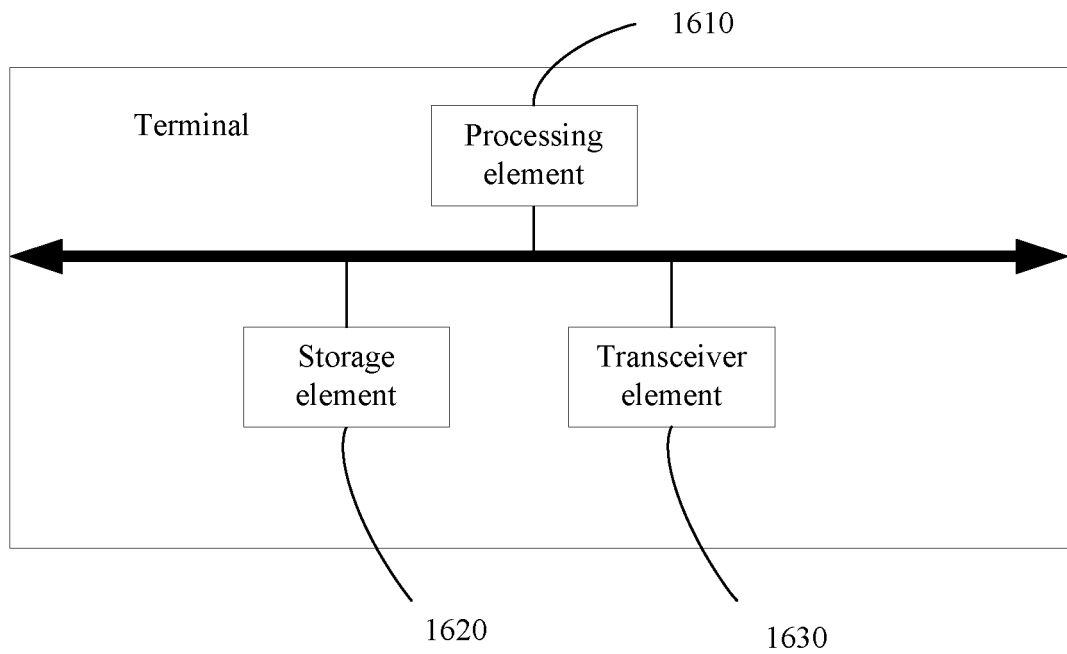 1610
Terminal
Processing
element
Storage
element
Transceiver
element
1620
1630